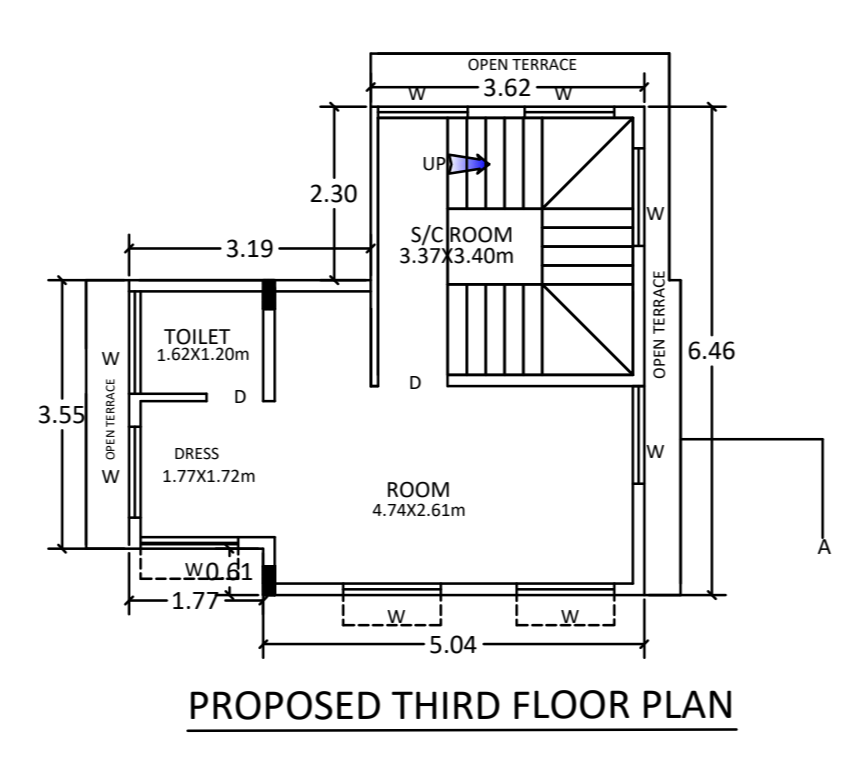 OPEN TERRACE
3.62
W
W
UP
2.30
W
S/C ROOM
3.37X3.40m
3.19
OPEN TERRACE
TOILET
1.62X1.20m
6.46
W
D
D
3.55
OPEN TERRACE
DRESS
1.77X1.72m
W
W
ROOM
4.74X2.61m
A
W
0.61
1.77
W
W
5.04
PROPOSED THIRD FLOOR PLAN